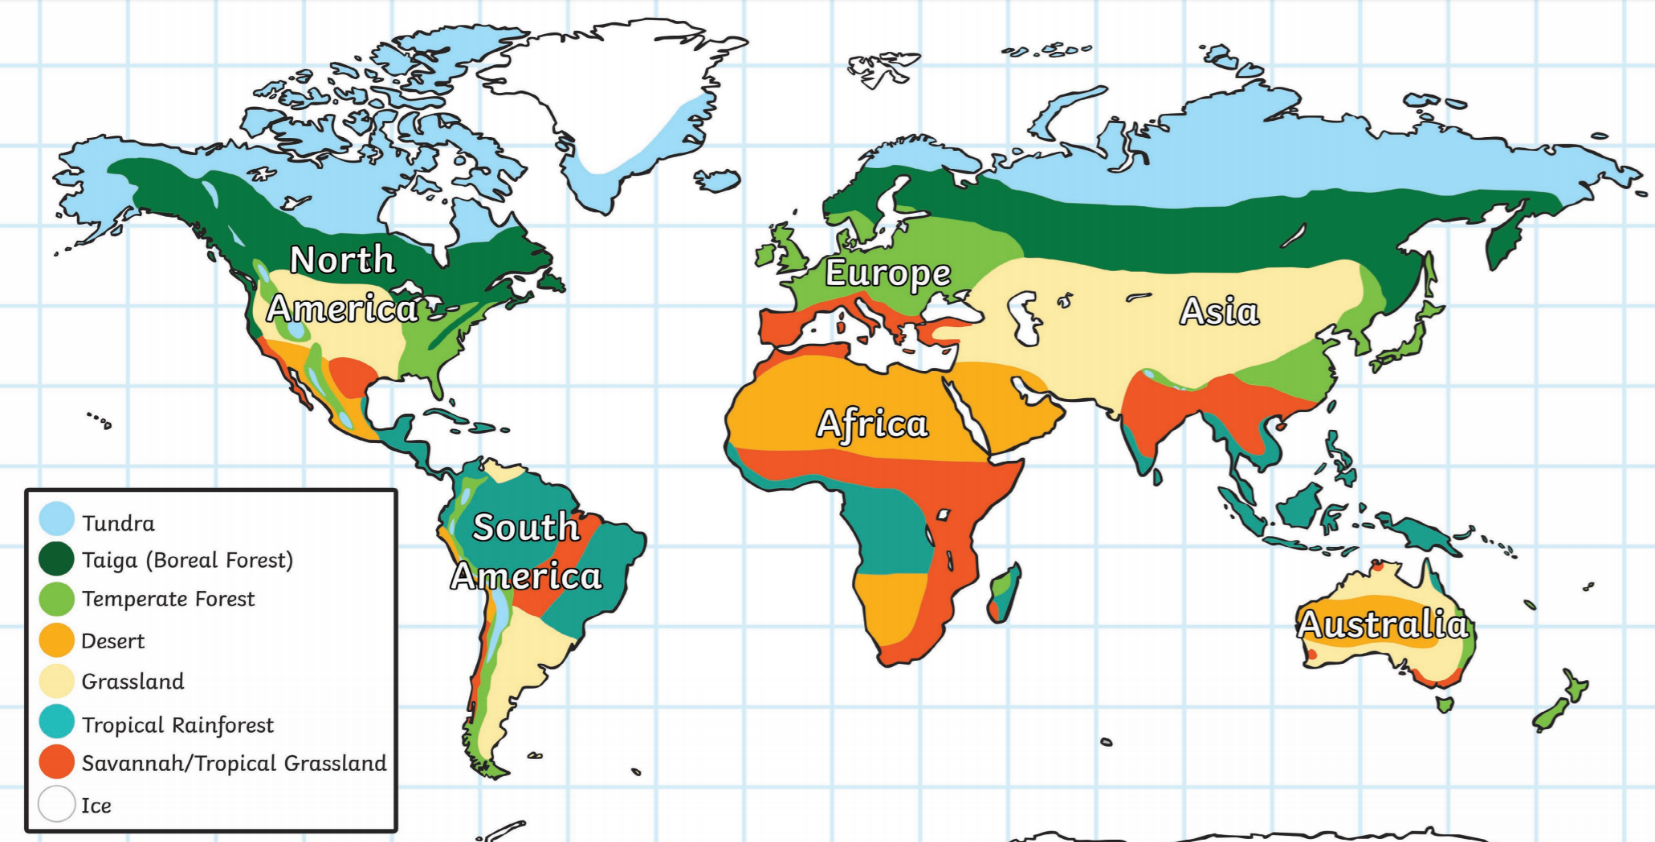 North
America
Europe
Asia
Africa
South
America
Australia
Tundra
Taiga (Boreal Forest)
Temperate Forest
Desert
Grassland
Tropical Rainforest
Savannah/Tropical Grassland
Ice